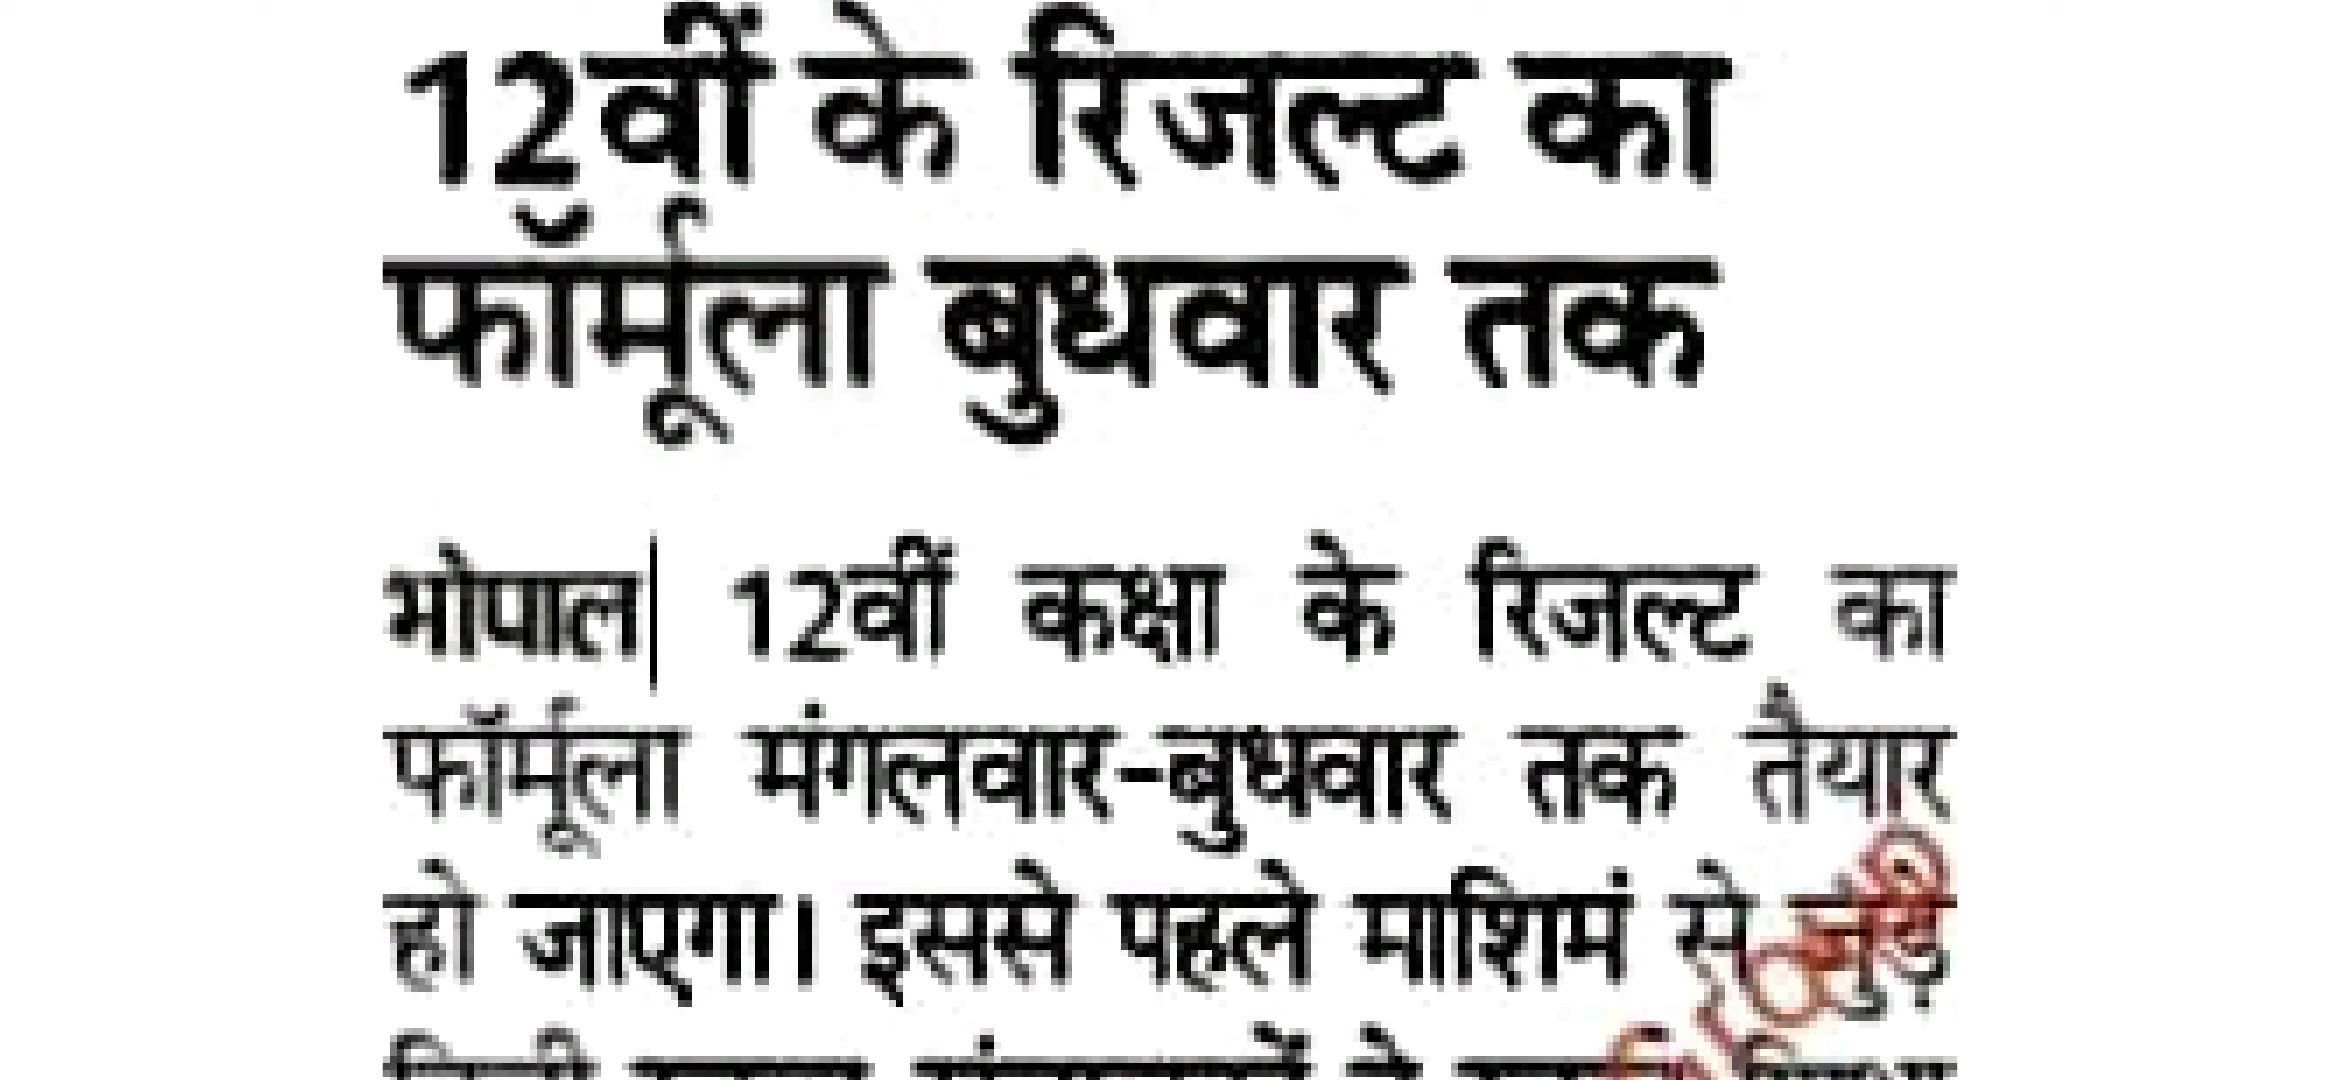 12वीं के रिजल्ट का
फॉर्मूला बुधवार तक
भोपाल| 12वीं कक्षा के रिजल्ट का
फॉर्मूला मंगलवार-बुधवार तक तैयार
हो जाएगा। इससे पहले माशिमं से जुड़े